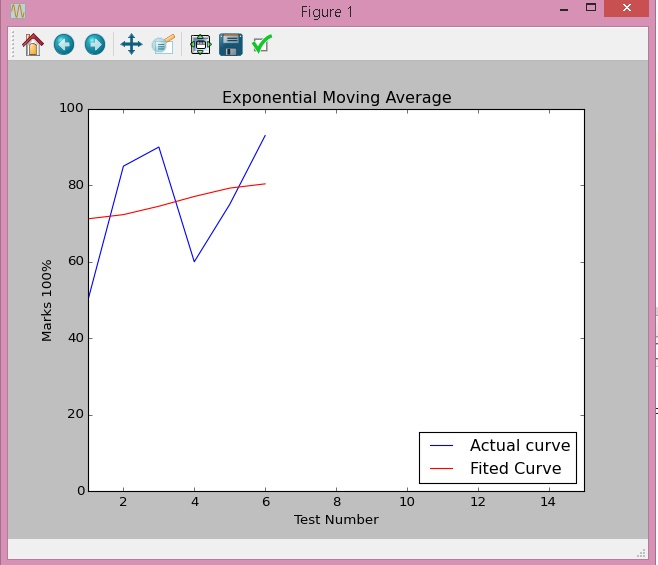 Figure 1
Exponential Moving Average
100
80
60
40
20
0
Marks 100%
2 4 6 8 10 12 14
Test Number
Actual curve
Fited Curve